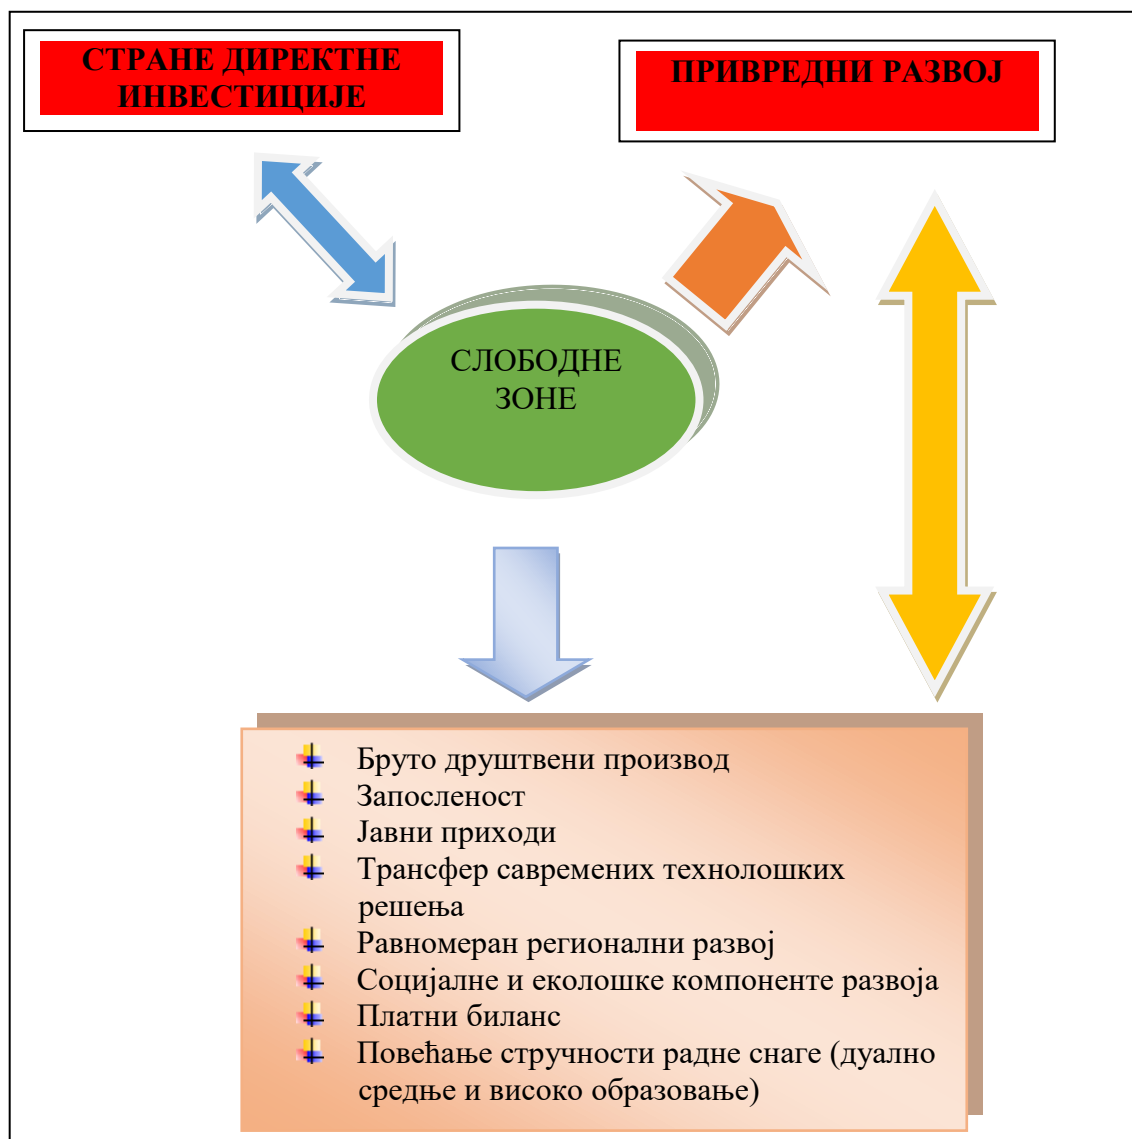 СТРАНЕ ДИРЕКТНЕ
ИНВЕСТИЦИЈЕ
ПРИВРЕДНИ РАЗВОЈ
СЛОБОДНЕ
ЗОНЕ
Бруто друштвени производ
Запосленост
Јавни приходи
Трансфер савремених технолошких
решења
Равномеран регионални развој
Социјалне и еколошке компоненте развоја
Платни биланс
Повећање стручности радне снаге (дуално
средње и високо образовање)